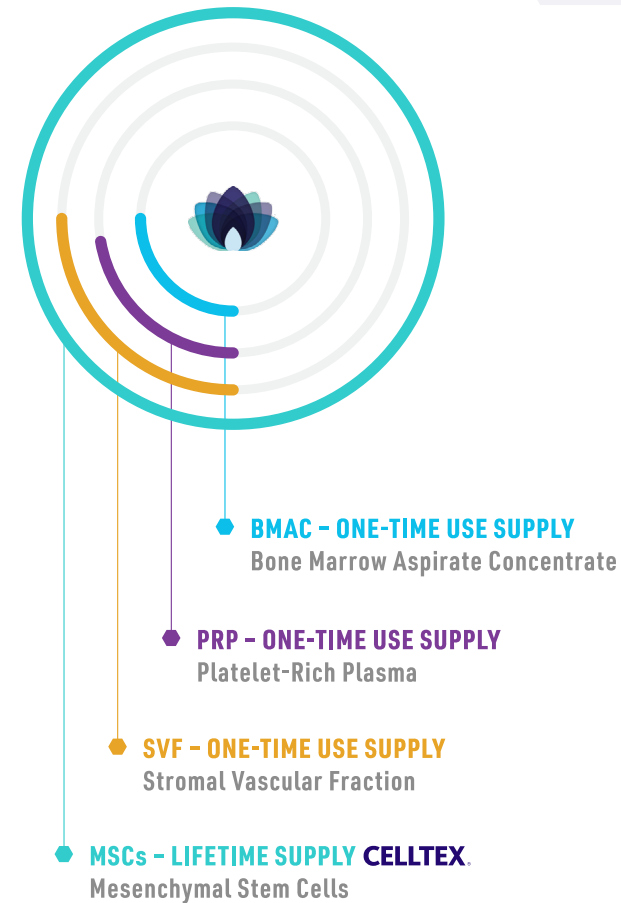 BMAC – ONE-TIME USE SUPPLY
Bone Marrow Aspirate Concentrate
PRP – ONE-TIME USE SUPPLY
Platelet-Rich Plasma
SVF – ONE-TIME USE SUPPLY
Stromal Vascular Fraction
MSCs – LIFETIME SUPPLY CELLTEX
Mesenchymal Stem Cells